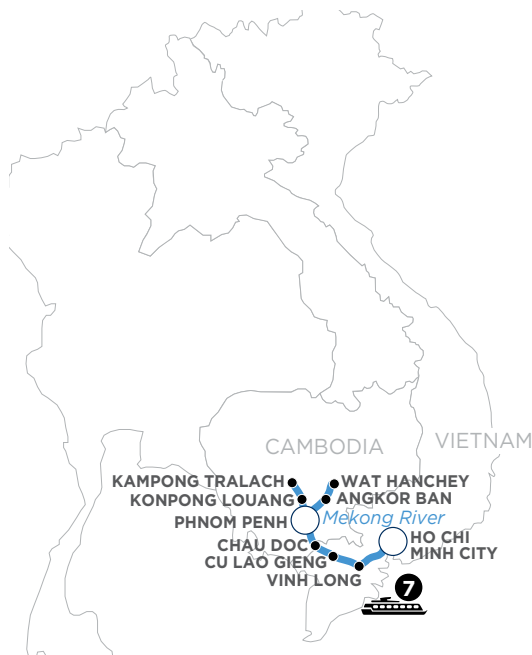 CAMBODIA
VIETNAM
KAMPONG TRALACH
WAT HANCHEY
KONPONG LOUANG
ANGKOR BAN
PHNOM PENH
Mekong River
CHAU DOC
HO CHI
MINH CITY
CU LAO GIENG
VINH LONG
7